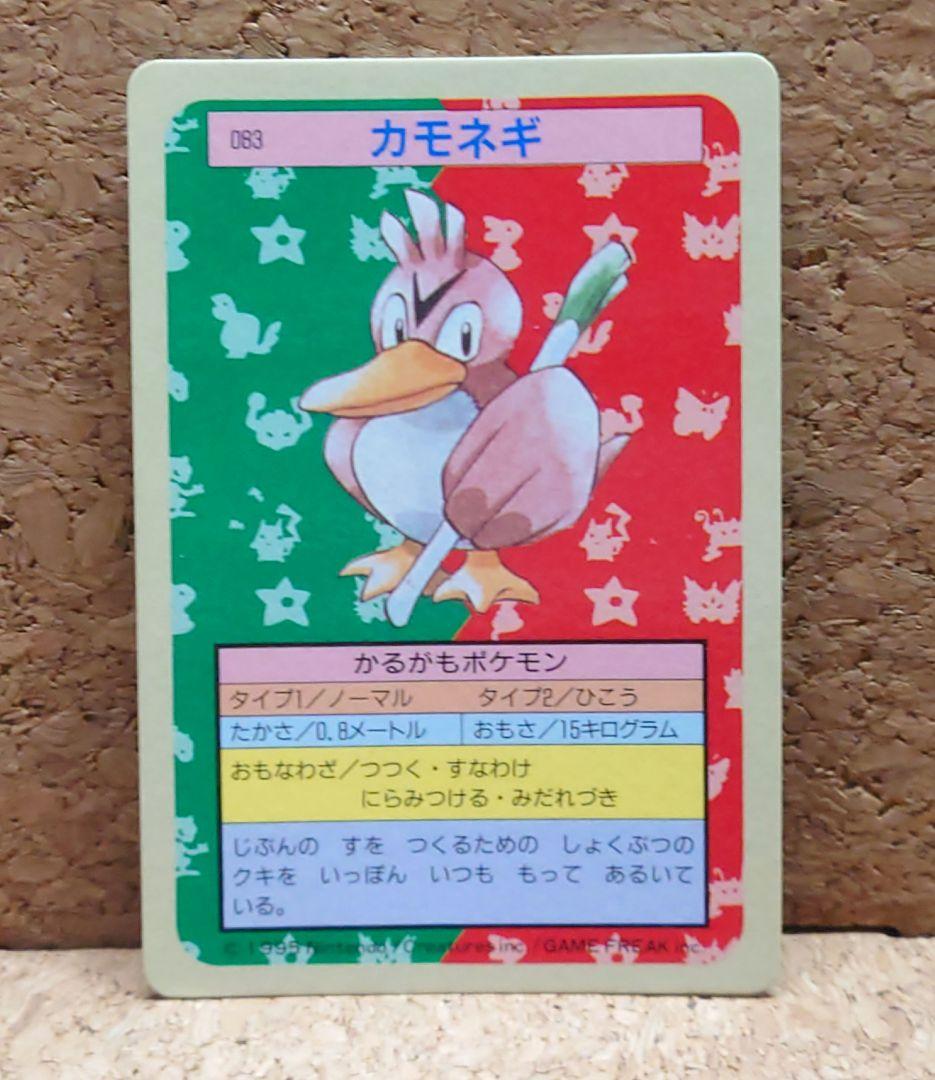 083 カモネギ
かるがもポケモン
タイプ1/ノーマル タイプ2/ひこう
たかさ/0.8メートル おもさ/15キログラム
おもなわざ/つつく・すなわけ
にらみつける・みだれづき
じぶんの すを つくるための しょくぶつの
クキを いっぽん いつも もって あるいて
いる。
© 1995 Nintendo/Creatures inc./GAME FREAK inc.